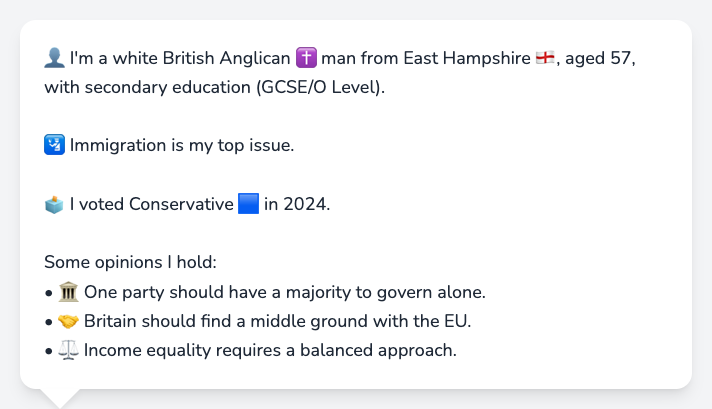 👤 I'm a white British Anglican ✝️ man from East Hampshire 🏴󠁧󠁢󠁥󠁮󠁧󠁿, aged 57,
with secondary education (GCSE/O Level).
🛂 Immigration is my top issue.
🗳️ I voted Conservative 🟦 in 2024.
Some opinions I hold:
• 🏛️ One party should have a majority to govern alone.
• 🤝 Britain should find a middle ground with the EU.
• ⚖️ Income equality requires a balanced approach.